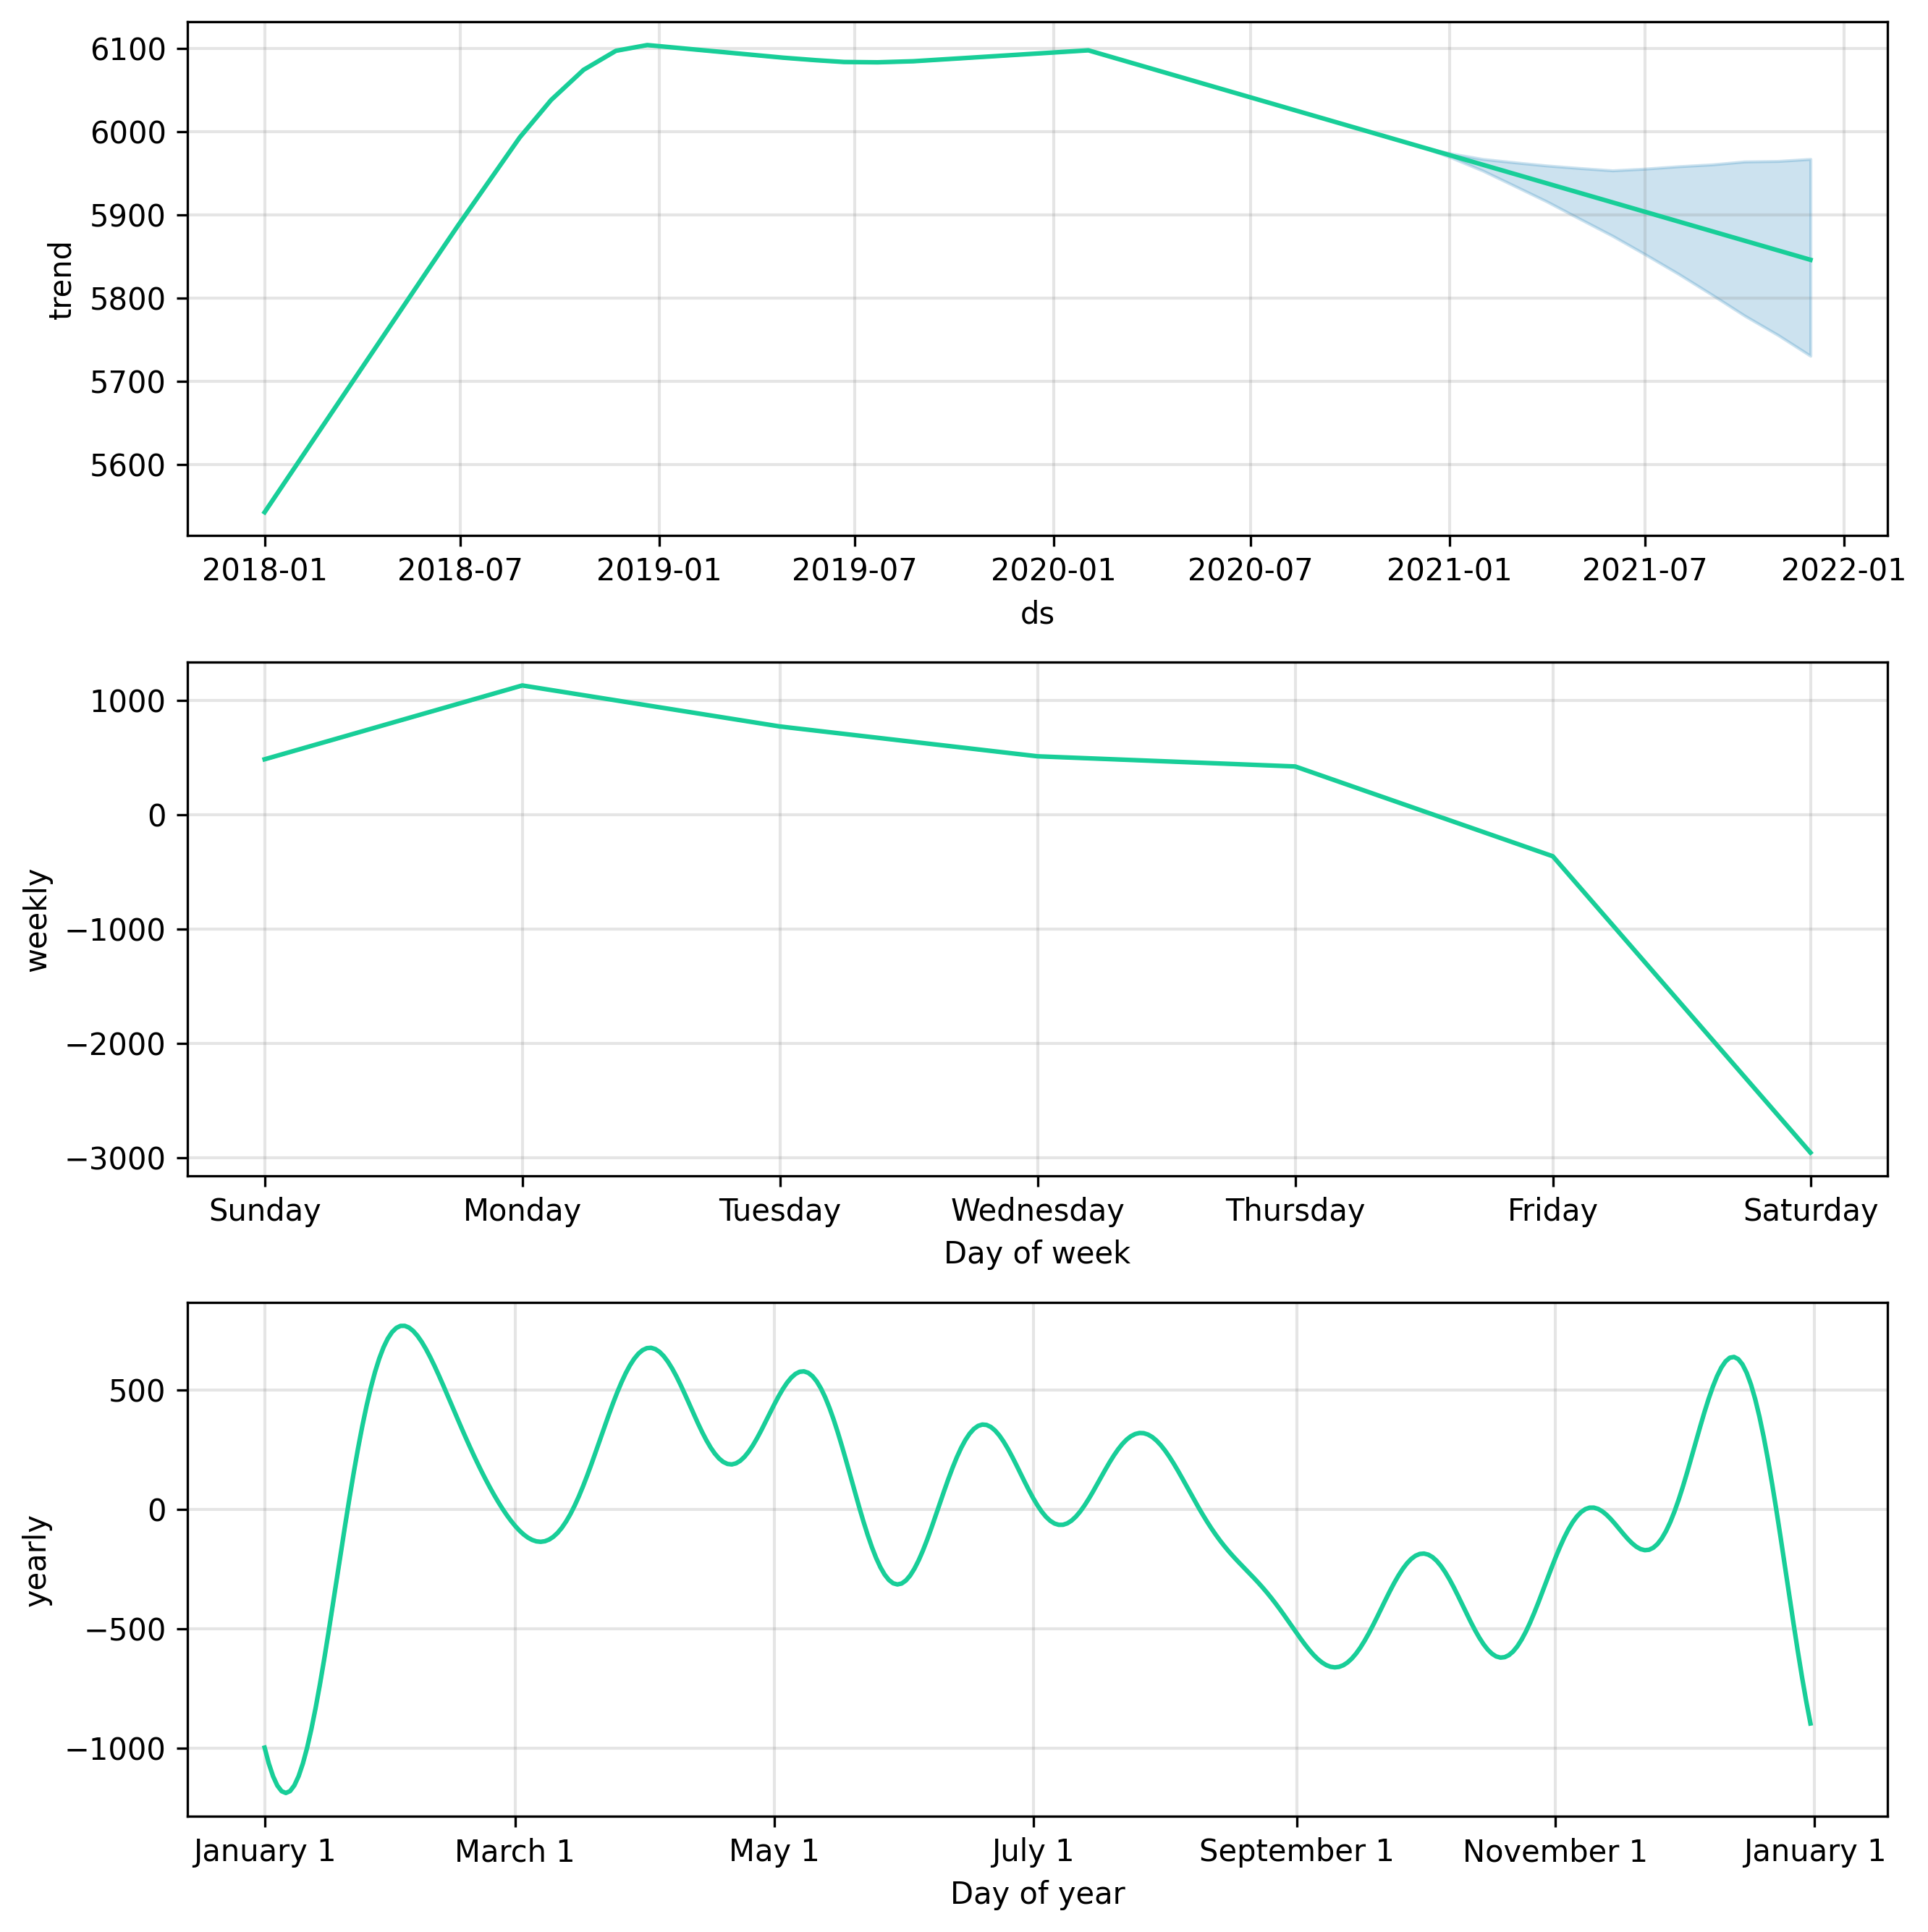 6100
6000
5900
5800
5700
5600
trend
2018-01 2018-07 2019-01 2019-07 2020-01 2020-07 2021-01 2021-07 2022-01
ds
1000
0
−1000
−2000
−3000
weekly
Sunday Monday Tuesday Wednesday Thursday Friday Saturday
Day of week
500
0
−500
−1000
yearly
January 1 March 1 May 1 July 1 September 1 November 1 January 1
Day of year